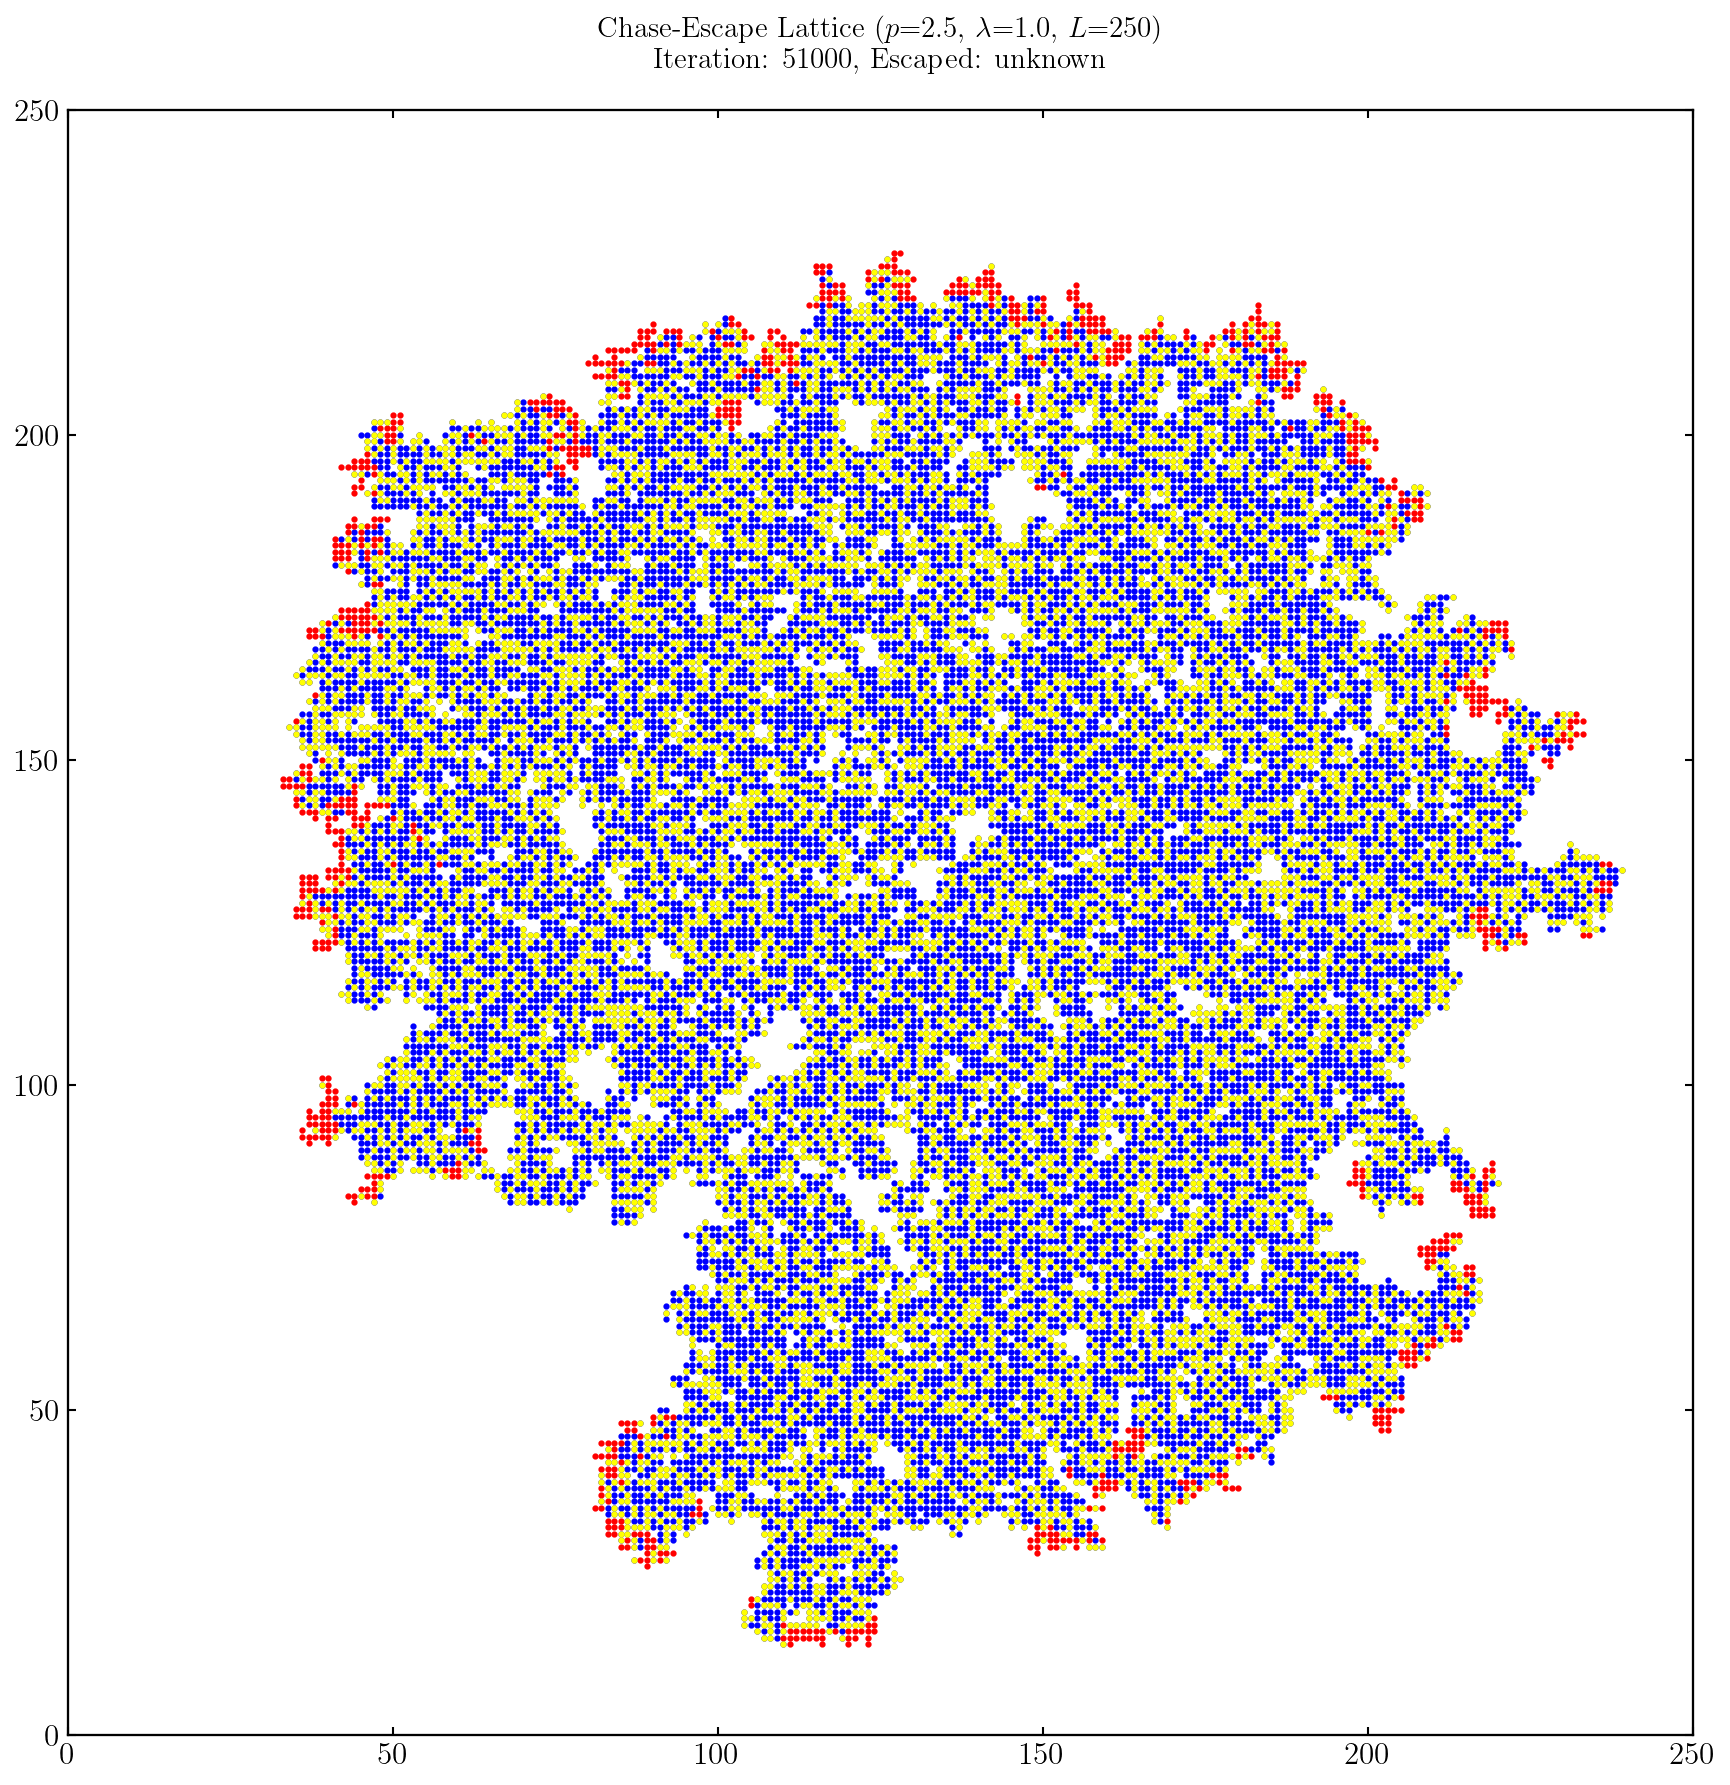 Chase-Escape Lattice (p=2.5, λ=1.0, L=250)
Iteration: 51000, Escaped: unknown
250
200
150
100
50
0
0 50 100 150 200 250